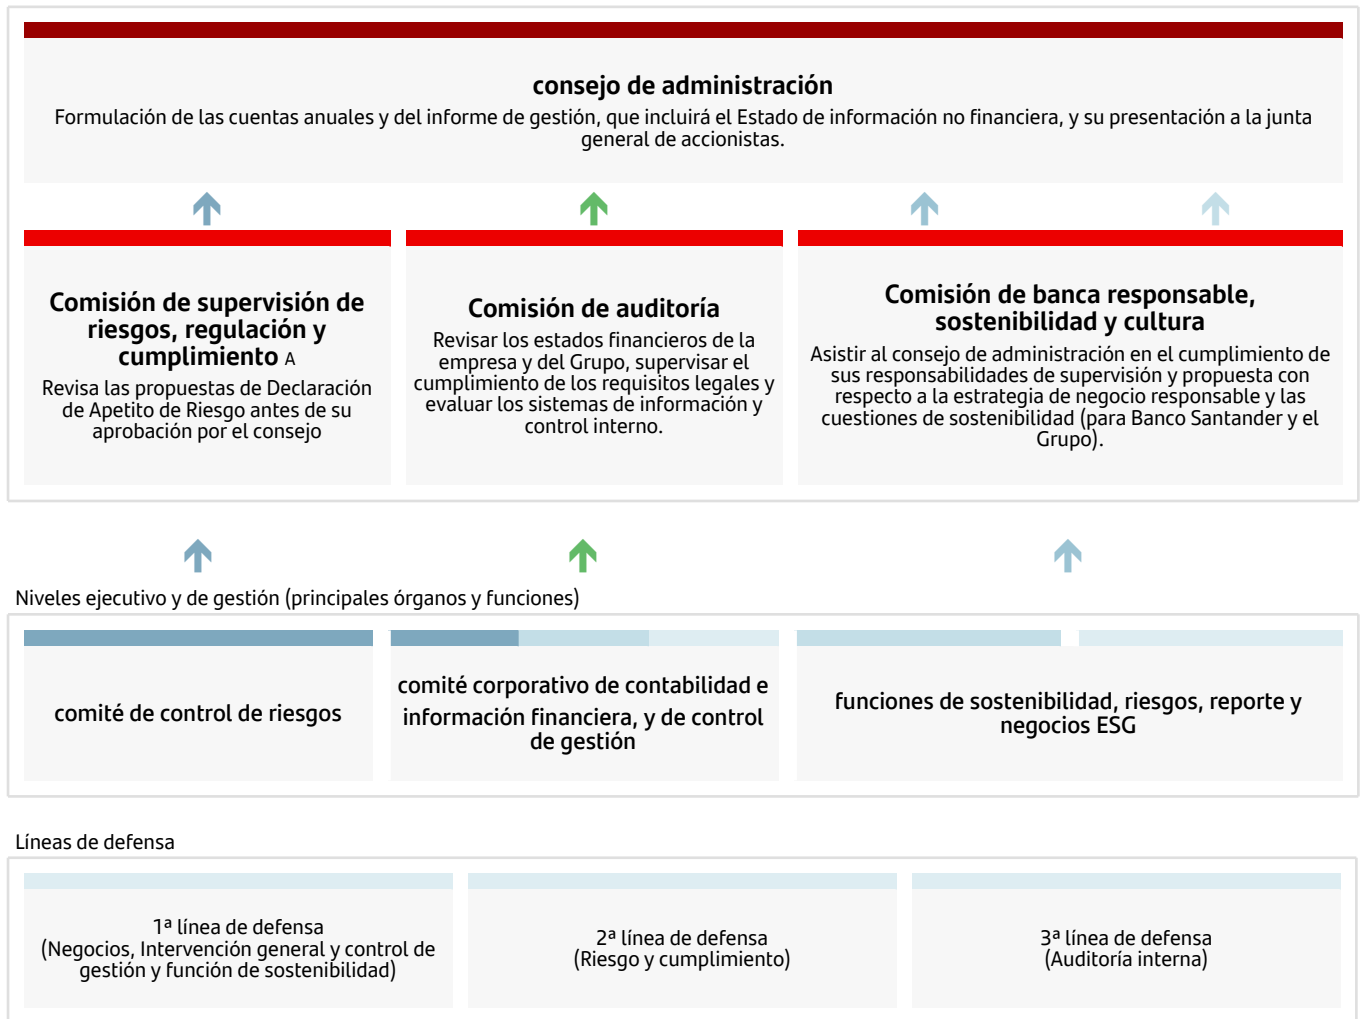 consejo de administración
Formulación de las cuentas anuales y del informe de gestión, que incluirá el Estado de información no financiera, y su presentación a la junta
general de accionistas.
Comisión de supervisión de
riesgos, regulación y
cumplimiento A
Revisa las propuestas de Declaración
de Apetito de Riesgo antes de su
aprobación por el consejo
Comisión de auditoría
Revisar los estados financieros de la
empresa y del Grupo, supervisar el
cumplimiento de los requisitos legales y
evaluar los sistemas de información y
control interno.
Comisión de banca responsable,
sostenibilidad y cultura
Asistir al consejo de administración en el cumplimiento de
sus responsabilidades de supervisión y propuesta con
respecto a la estrategia de negocio responsable y las
cuestiones de sostenibilidad (para Banco Santander y el
Grupo).
Niveles ejecutivo y de gestión (principales órganos y funciones)
comité de control de riesgos
comité corporativo de contabilidad e
información financiera, y de control
de gestión
funciones de sostenibilidad, riesgos, reporte y
negocios ESG
Líneas de defensa
1ª línea de defensa
(Negocios, Intervención general y control de
gestión y función de sostenibilidad)
2ª línea de defensa
(Riesgo y cumplimiento)
3ª línea de defensa
(Auditoría interna)